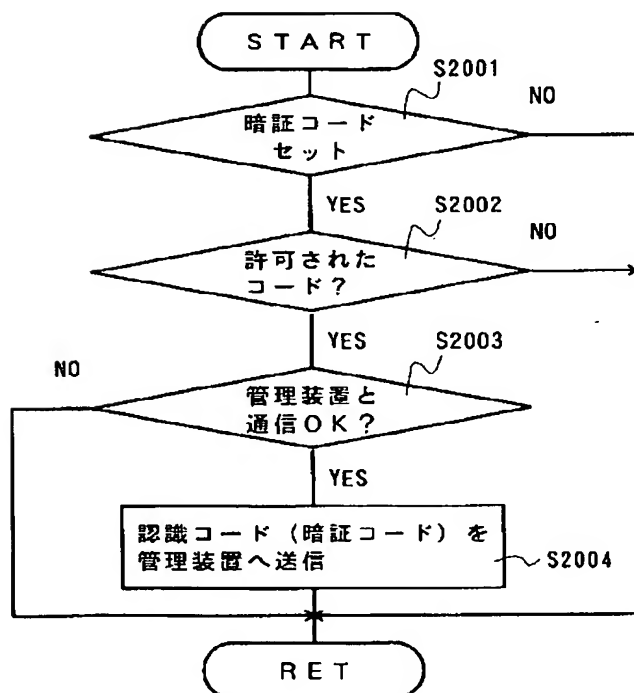 START
S2001
NO
暗証コード
セット
YES
S2002
NO
許可された
コード?
YES
S2003
NO
管理装置と
通信OK?
YES
認識コード(暗証コード)を
管理装置へ送信
S2004
RET